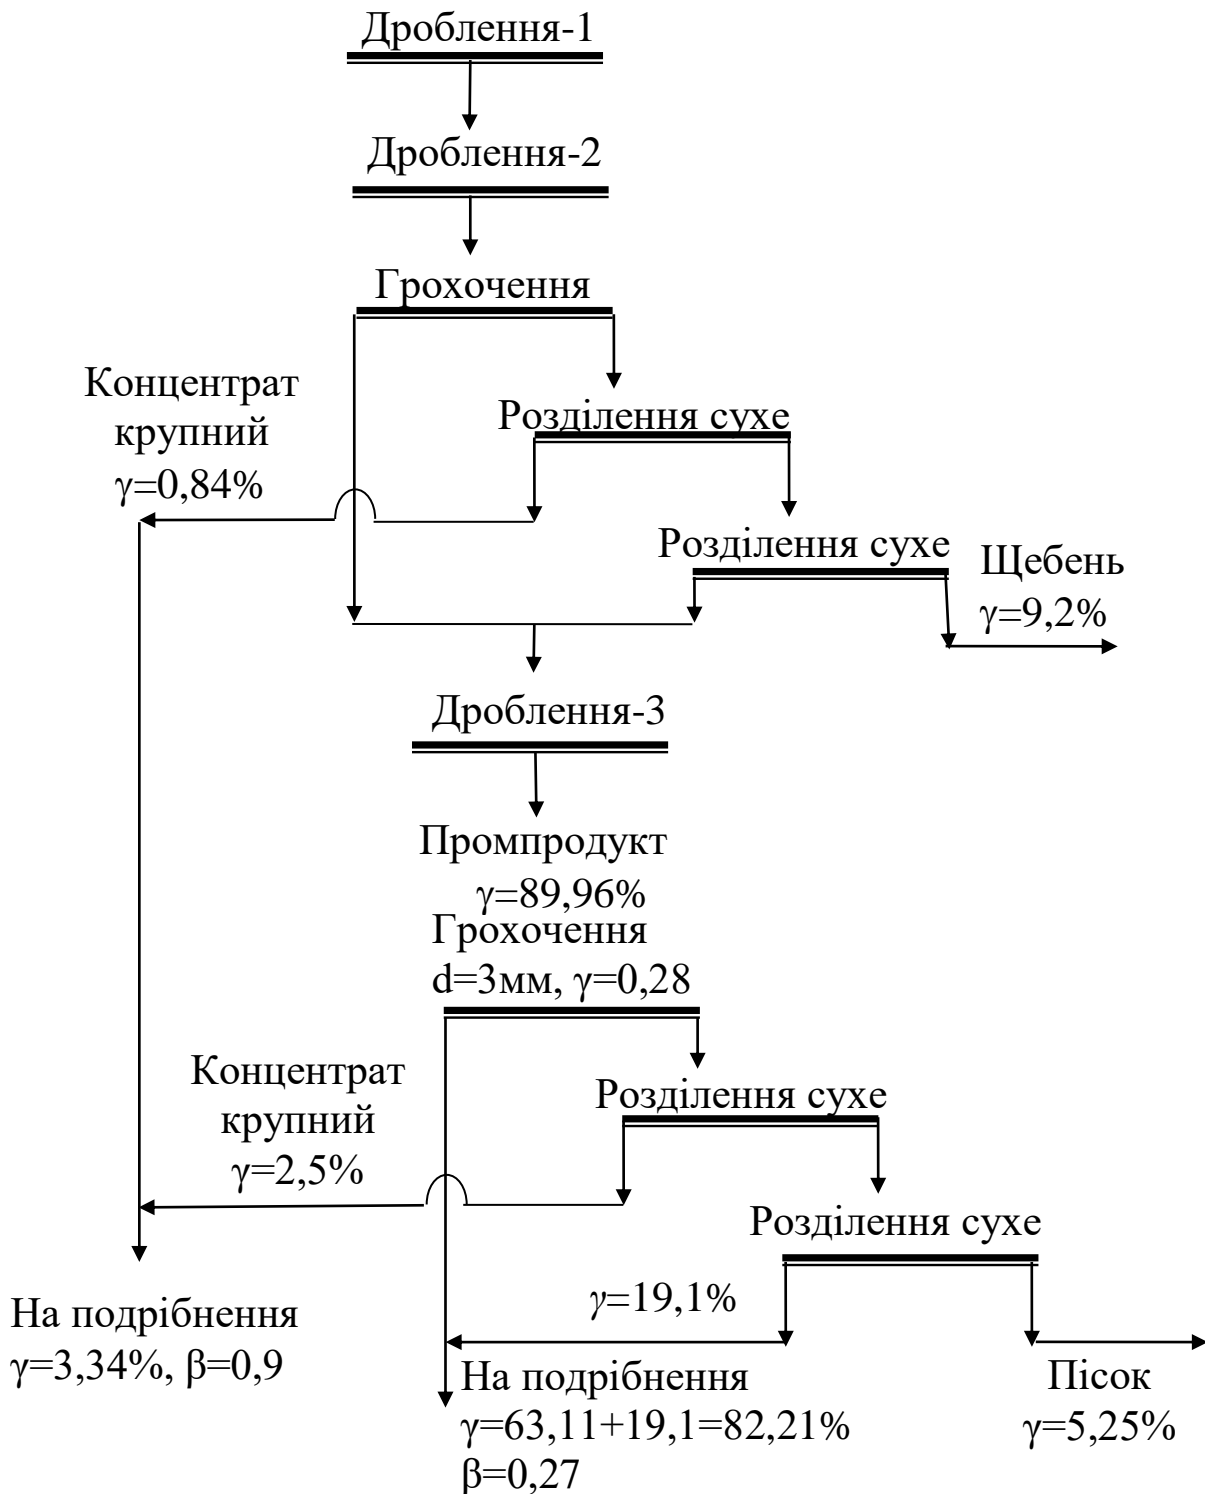 Дроблення-1
Дроблення-2
Грохочення
Концентрат
крупний
γ=0,84%
Розділення сухе
Розділення сухе
Щебень
γ=9,2%
Дроблення-3
Промпродукт
γ=89,96%
Грохочення
d=3мм, γ=0,28
Концентрат
крупний
γ=2,5%
Розділення сухе
Розділення сухе
γ=19,1%
На подрібнення
γ=3,34%, β=0,9
На подрібнення
γ=63,11+19,1=82,21%
β=0,27
Пісок
γ=5,25%